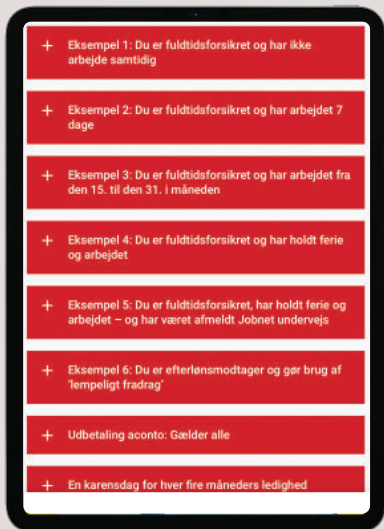 + Eksempel 1: Du er fuldtidsforsikret og har ikke
arbejde samtidig
+ Eksempel 2: Du er fuldtidsforsikret og har arbejdet 7
dage
+ Eksempel 3: Du er fuldtidsforsikret og har arbejdet fra
den 15. til den 31. i måneden
+ Eksempel 4: Du er fuldtidsforsikret og har holdt ferie
og arbejdet
+ Eksempel 5: Du er fuldtidsforsikret, har holdt ferie og
arbejdet – og har været afmeldt Jobnet undervejs
+ Eksempel 6: Du er efterlønsmodtager og gør brug af
'lempeligt fradrag'
+ Udbetaling aconto: Gælder alle
+ En karensdag for hver fire måneders ledighed